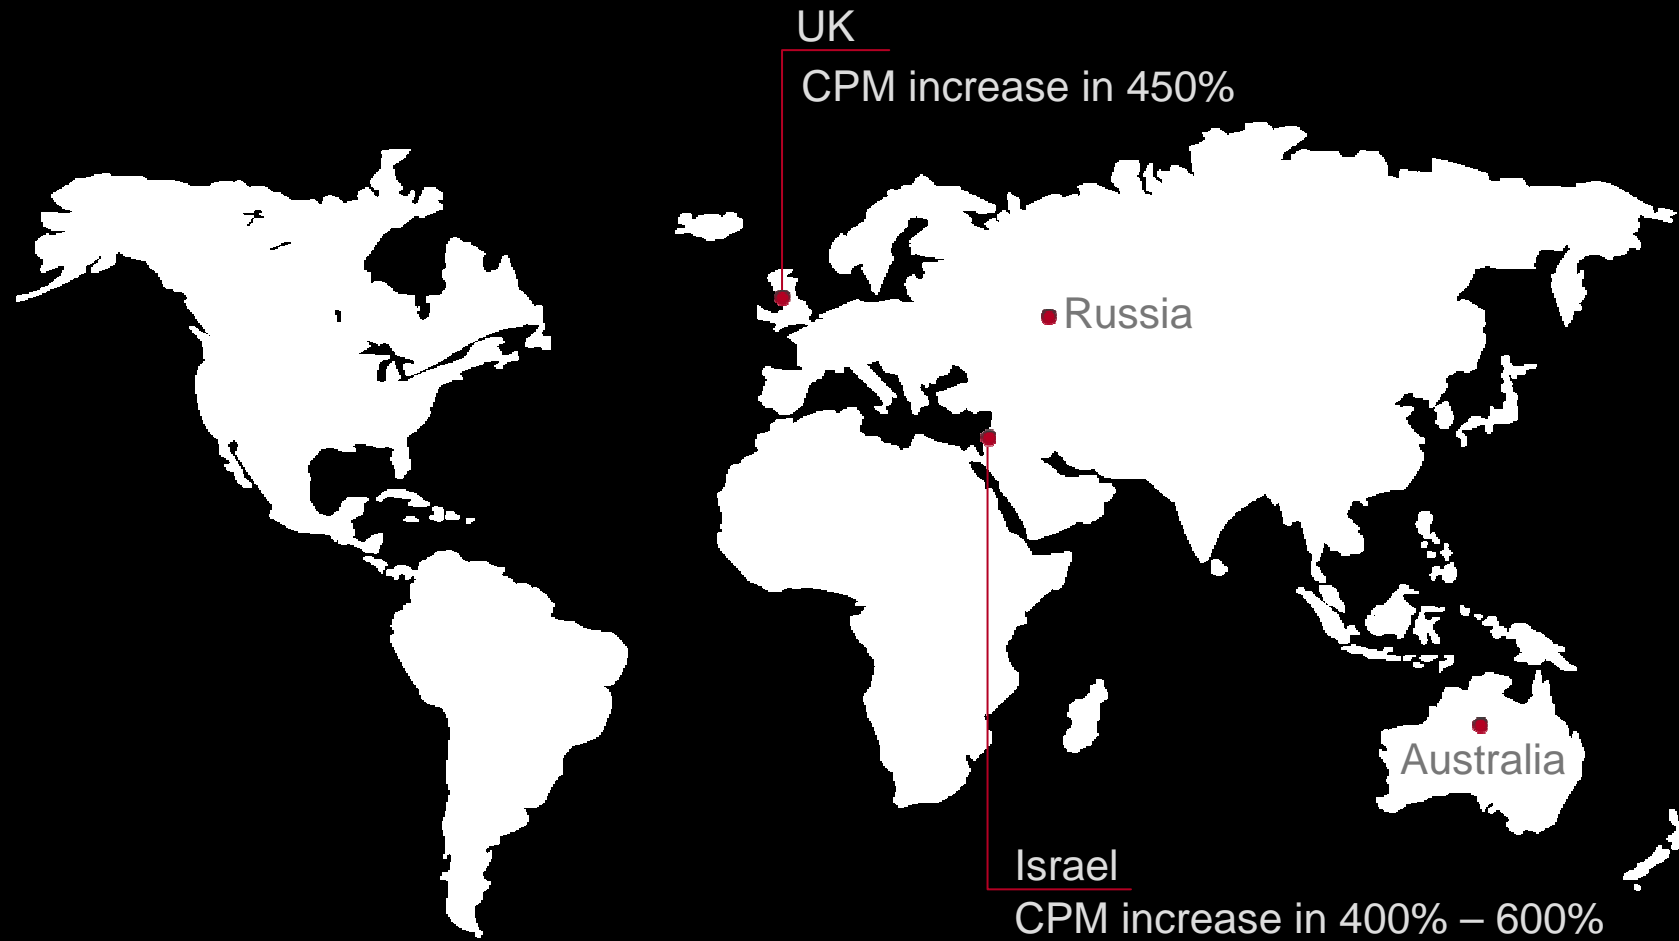 UK
CPM increase in 450%
Russia
Australia
Israel
CPM increase in 400% – 600%